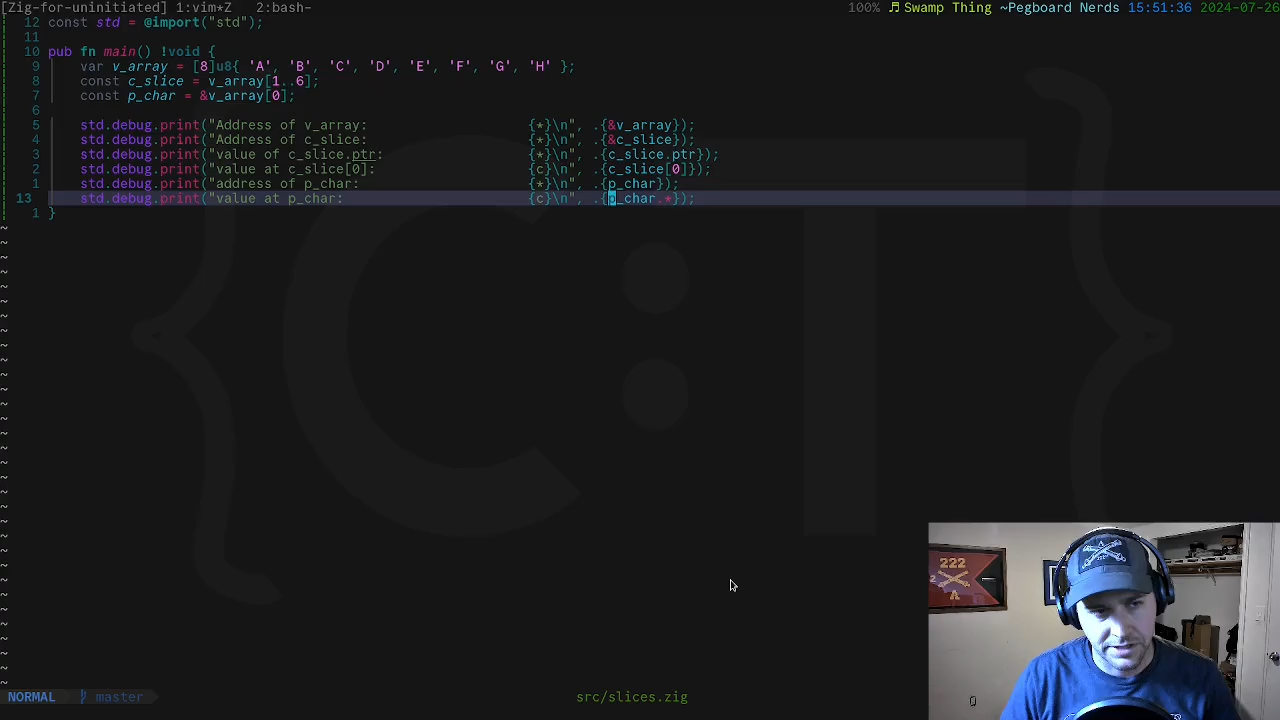 [Zig-for-uninitiated] 1:vim*Z 2:bash- 100% ♬Swamp Thing ~Pegboard Nerds 15:51:36 2024-07-26
12 const std = @import("std");
11
10 pub fn main() !void {
9 var v_array = [8]u8{ 'A', 'B', 'C', 'D', 'E', 'F', 'G', 'H' };
8 const c_slice = v_array[1..6];
7 const p_char = &v_array[0];
6
5 std.debug.print("Address of v_array: {*}\n", .{&v_array});
4 std.debug.print("Address of c_slice: {*}\n", .{&c_slice});
3 std.debug.print("value of c_slice.ptr: {*}\n", .{c_slice.ptr});
2 std.debug.print("value at c_slice[0]: {c}\n", .{c_slice[0]});
1 std.debug.print("address of p_char: {*}\n", .{p_char});
13 std.debug.print("value at p_char: {c}\n", .{p_char.*});
1 }
{C:T}
222
2
A
NORMAL master src/slices.zig